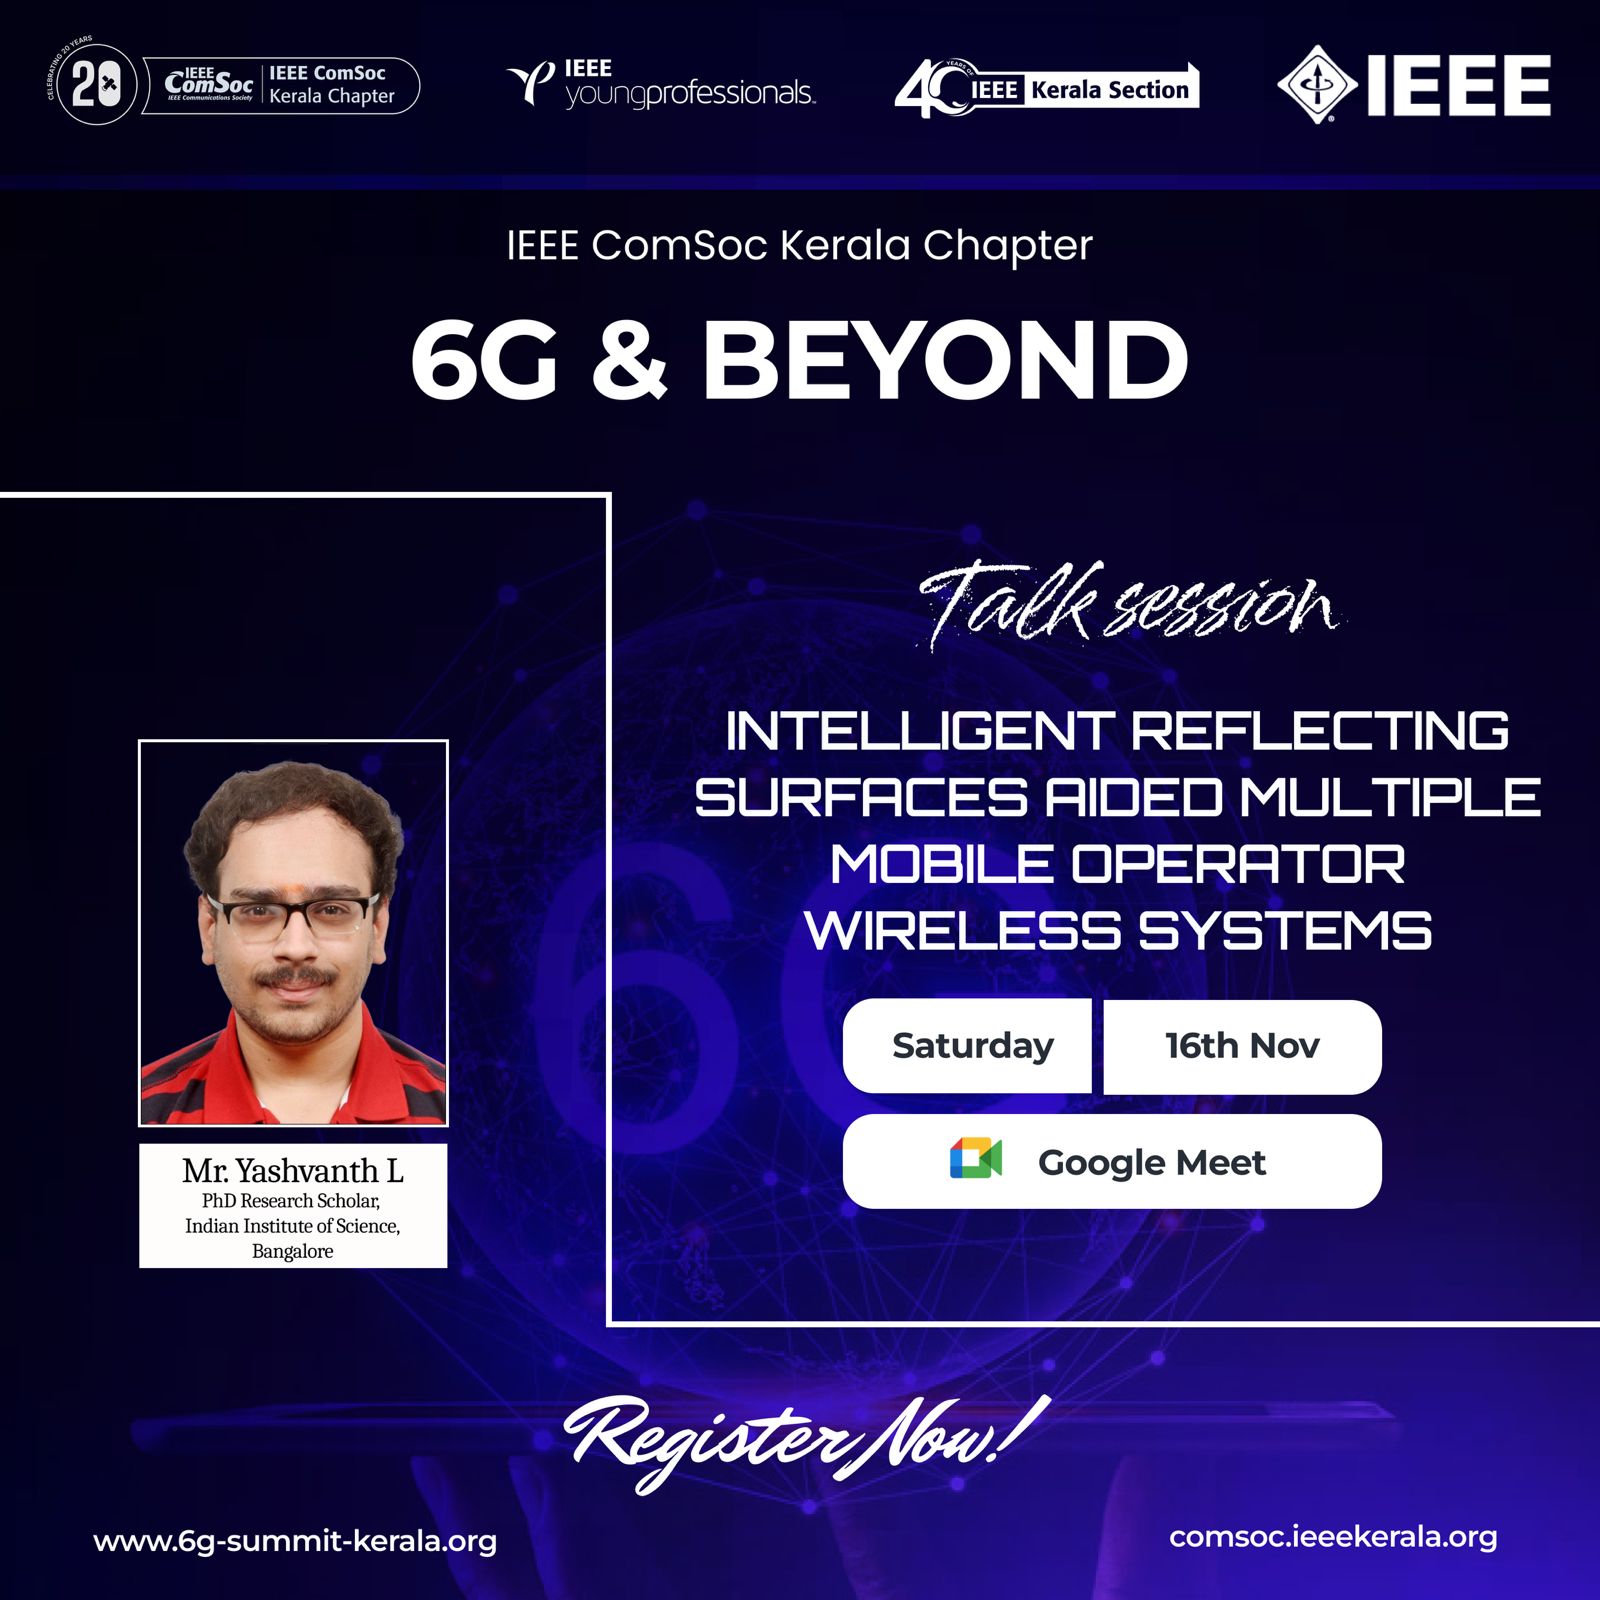 CELEBRATING 20 YEARS
20
IEEE ComSoc
IEEE Communications Society
IEEE ComSoc
Kerala Chapter
IEEE
youngprofessionals
40 YEARS OF
IEEE Kerala Section
IEEE
IEEE ComSoc Kerala Chapter
6G & BEYOND
Talk session
INTELLIGENT REFLECTING
SURFACES AIDED MULTIPLE
MOBILE OPERATOR
WIRELESS SYSTEMS
6G
Saturday
16th Nov
Google Meet
Mr. Yashvanth L
PhD Research Scholar,
Indian Institute of Science,
Bangalore
Register Now!
www.6g-summit-kerala.org
comsoc.ieeekerala.org